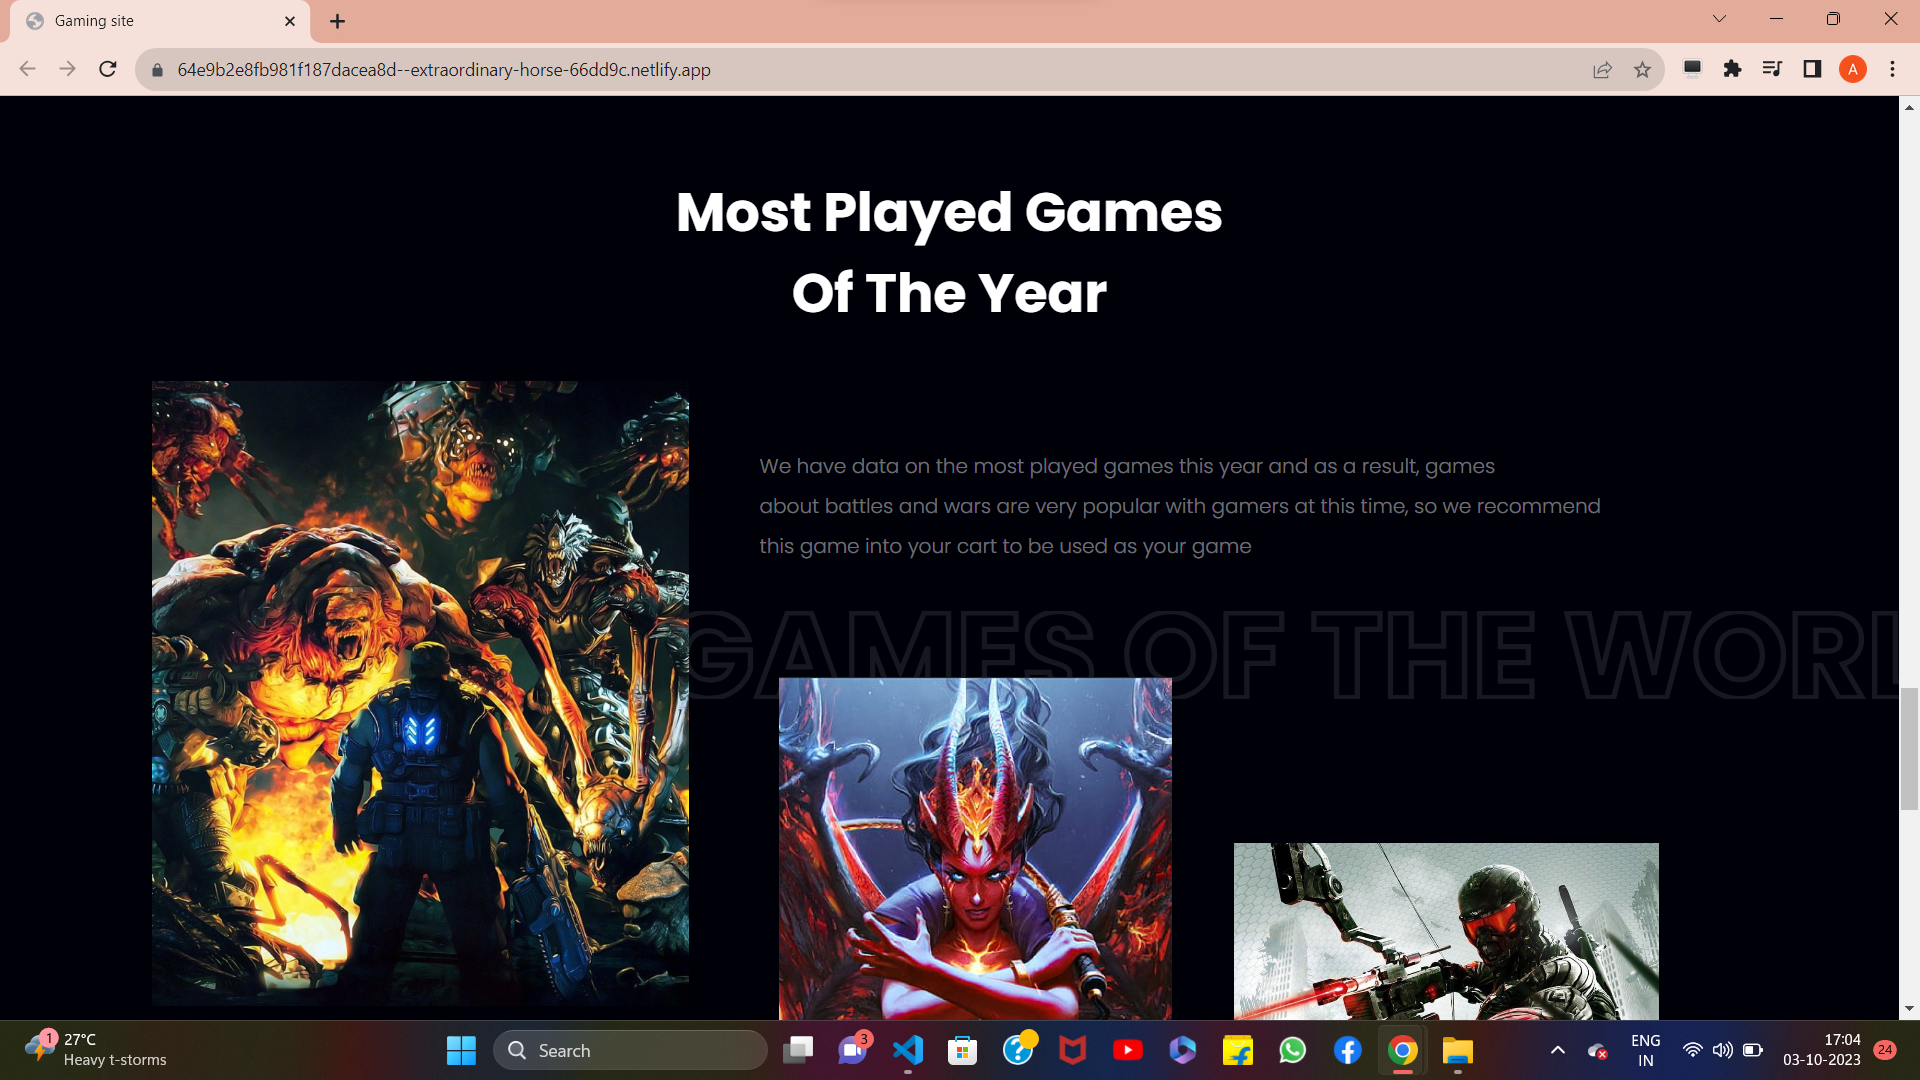 Gaming site
64e9b2e8fb981f187dacea8d--extraordinary-horse-66dd9c.netlify.app
A
Most Played Games
Of The Year
We have data on the most played games this year and as a result, games
about battles and wars are very popular with gamers at this time, so we recommend
this game into your cart to be used as your game
GAMES OF THE WORL
1
27°C
Heavy t-storms
Search
3
ENG
IN
17:04
03-10-2023
24